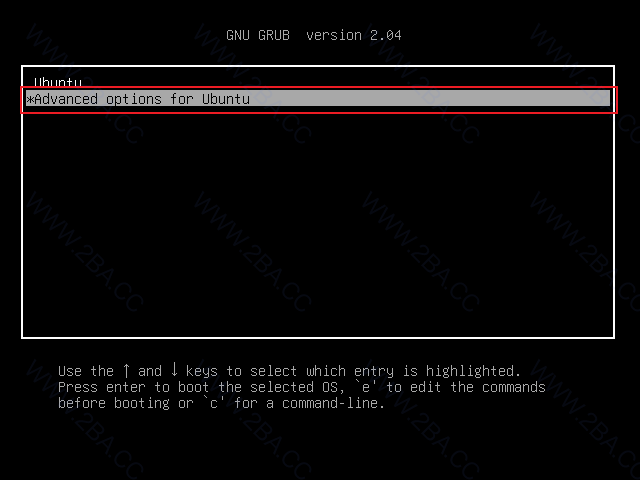 GNU GRUB  version 2.04
Ubuntu
*Advanced options for Ubuntu
Use the ↑ and ↓ keys to select which entry is highlighted.
Press enter to boot the selected OS, `e' to edit the commands
before booting or `c' for a command-line.
WWW.2BA.CC